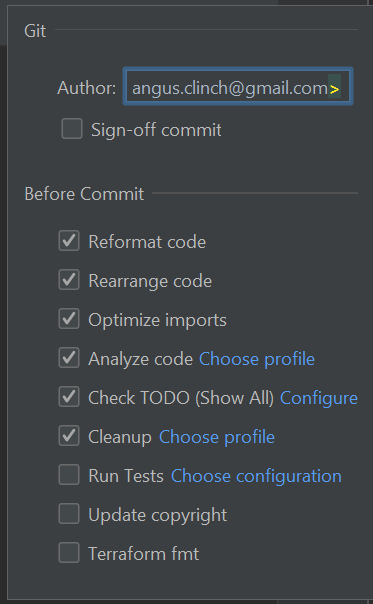 Git
Author: angus.clinch@gmail.com>
Sign-off commit
Before Commit
Reformat code
Rearrange code
Optimize imports
Analyze code Choose profile
Check TODO (Show All) Configure
Cleanup Choose profile
Run Tests Choose configuration
Update copyright
Terraform fmt